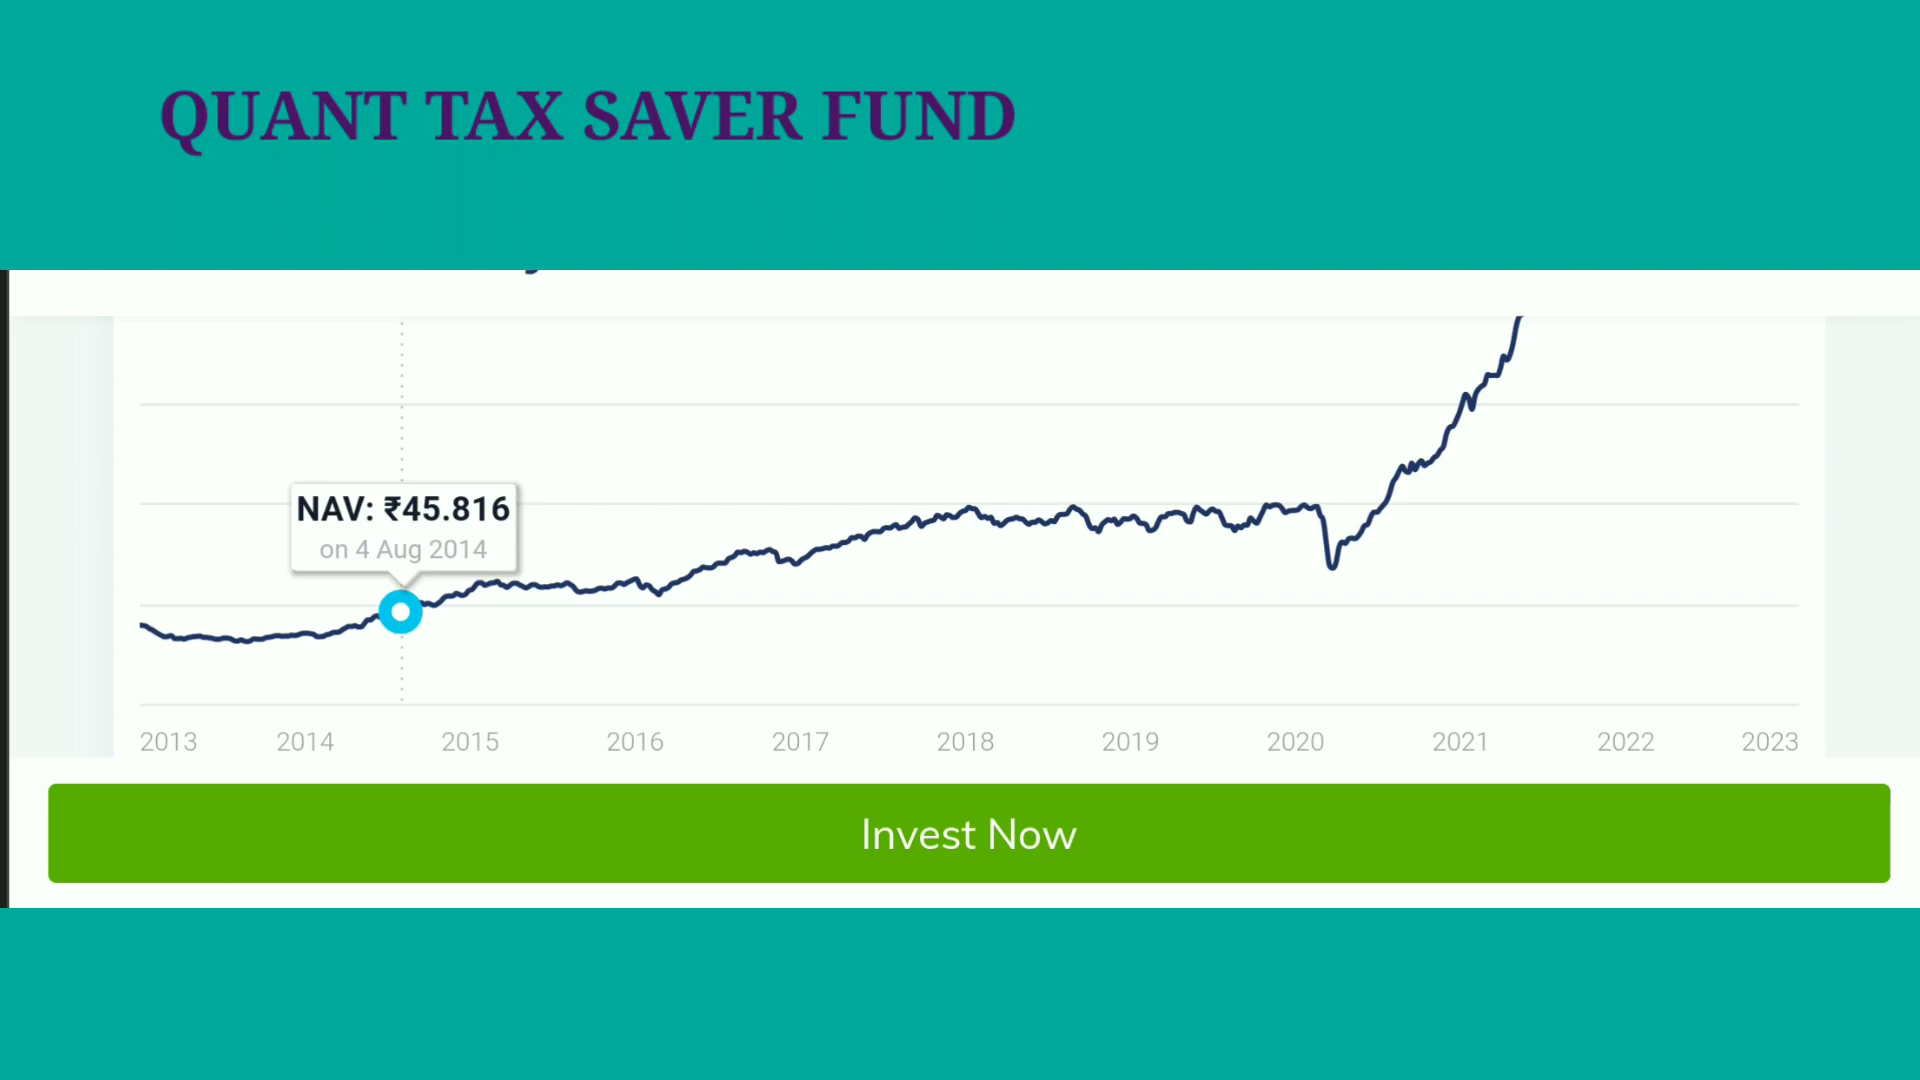 QUANT TAX SAVER FUND
NAV: ₹45.816
on 4 Aug 2014
2013 2014 2015 2016 2017 2018 2019 2020 2021 2022 2023
Invest Now